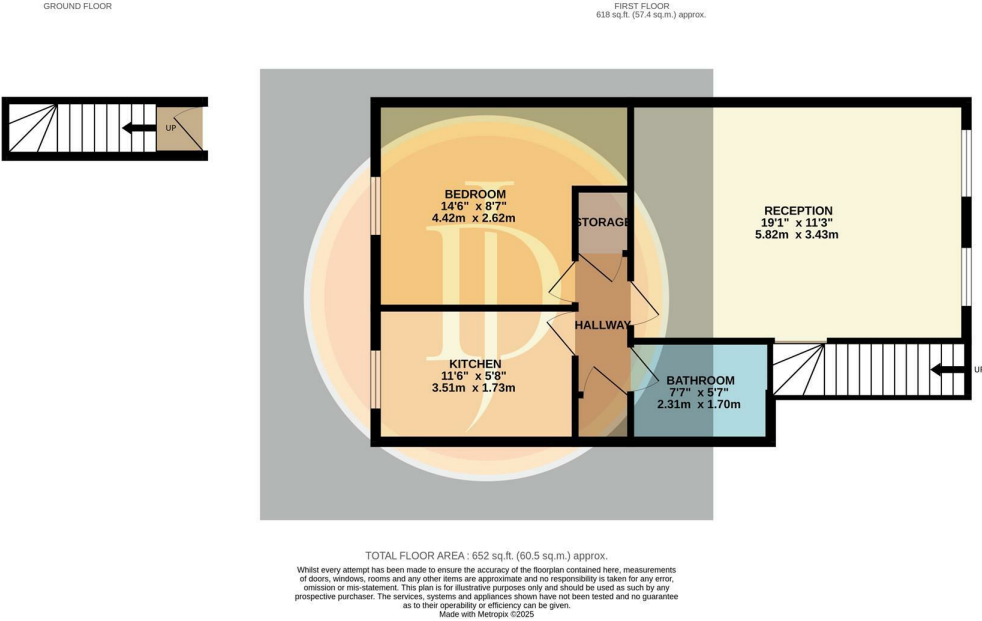 GROUND FLOOR
FIRST FLOOR
618 sq.ft. (57.4 sq.m.) approx.
UP
BEDROOM
14'6" x 8'7"
4.42m x 2.62m
STORAGE
RECEPTION
19'1" x 11'3"
5.82m x 3.43m
HALLWAY
KITCHEN
11'6" x 5'8"
3.51m x 1.73m
BATHROOM
7'7" x 5'7"
2.31m x 1.70m
UP
JD
TOTAL FLOOR AREA : 652 sq.ft. (60.5 sq.m.) approx.
Whilst every attempt has been made to ensure the accuracy of the floorplan contained here, measurements
of doors, windows, rooms and any other items are approximate and no responsibility is taken for any error,
omission or mis-statement. This plan is for illustrative purposes only and should be used as such by any
prospective purchaser. The services, systems and appliances shown have not been tested and no guarantee
as to their operability or efficiency can be given.
Made with Metropix ©2025